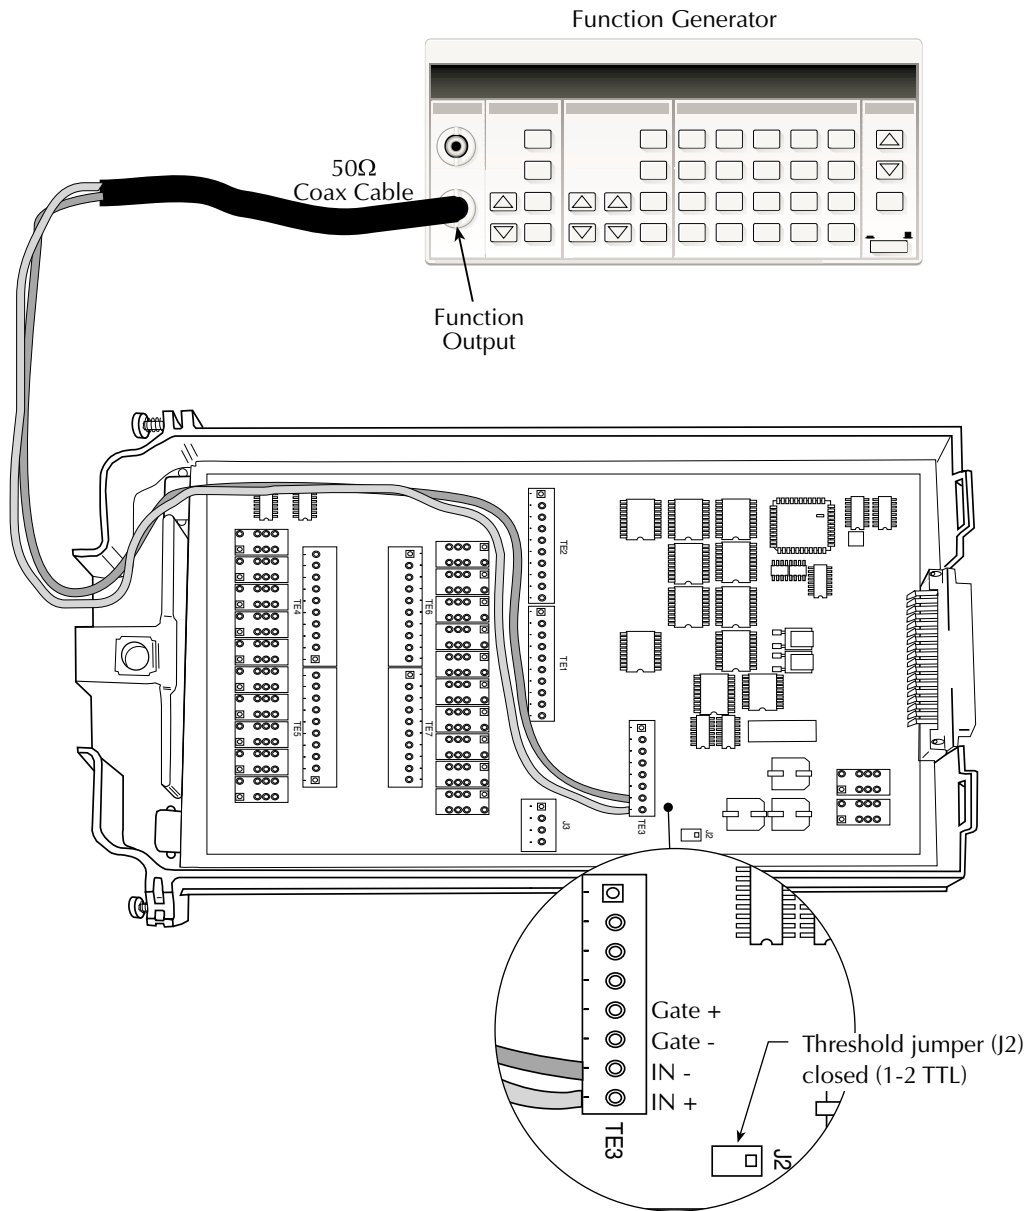 Function Generator
50Ω
Coax Cable
Function
Output
TE2
TE4
TE6
TE1
TE5
TE7
TE3
J3
J2
Gate +
Gate -
IN -
IN +
TE3
Threshold jumper (J2)
closed (1-2 TTL)
J2